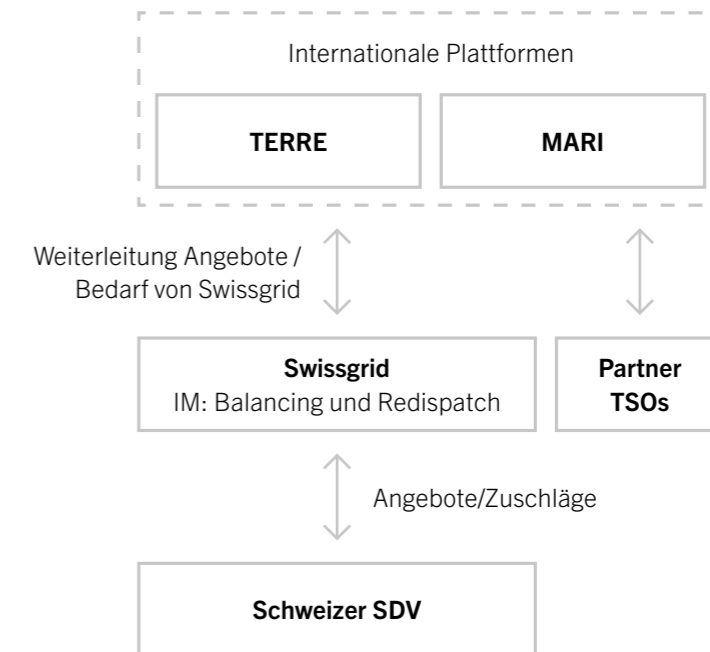 Internationale Plattformen
TERRE
MARI
Weiterleitung Angebote /
Bedarf von Swissgrid
Swissgrid
IM: Balancing und Redispatch
Partner
TSOs
Angebote/Zuschläge
Schweizer SDV